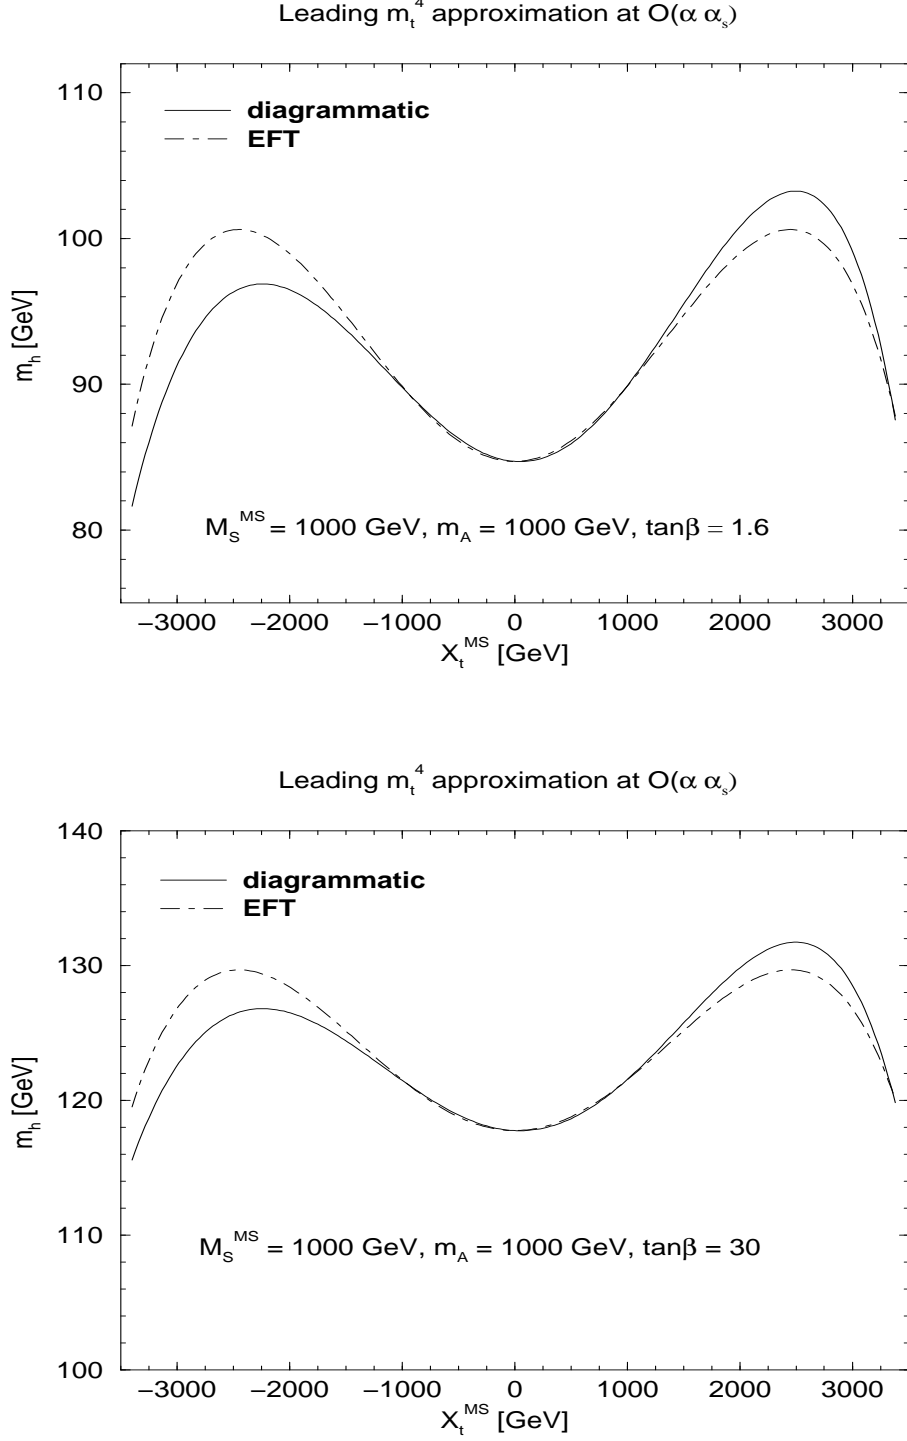 Leading m_t^4 approximation at O(α α_s)
110
100
90
80
m_h [GeV]
diagrammatic
EFT
M_S^MS = 1000 GeV, m_A = 1000 GeV, tanβ = 1.6
−3000 −2000 −1000 0 1000 2000 3000
X_t^MS [GeV]
Leading m_t^4 approximation at O(α α_s)
140
130
120
110
100
m_h [GeV]
diagrammatic
EFT
M_S^MS = 1000 GeV, m_A = 1000 GeV, tanβ = 30
−3000 −2000 −1000 0 1000 2000 3000
X_t^MS [GeV]